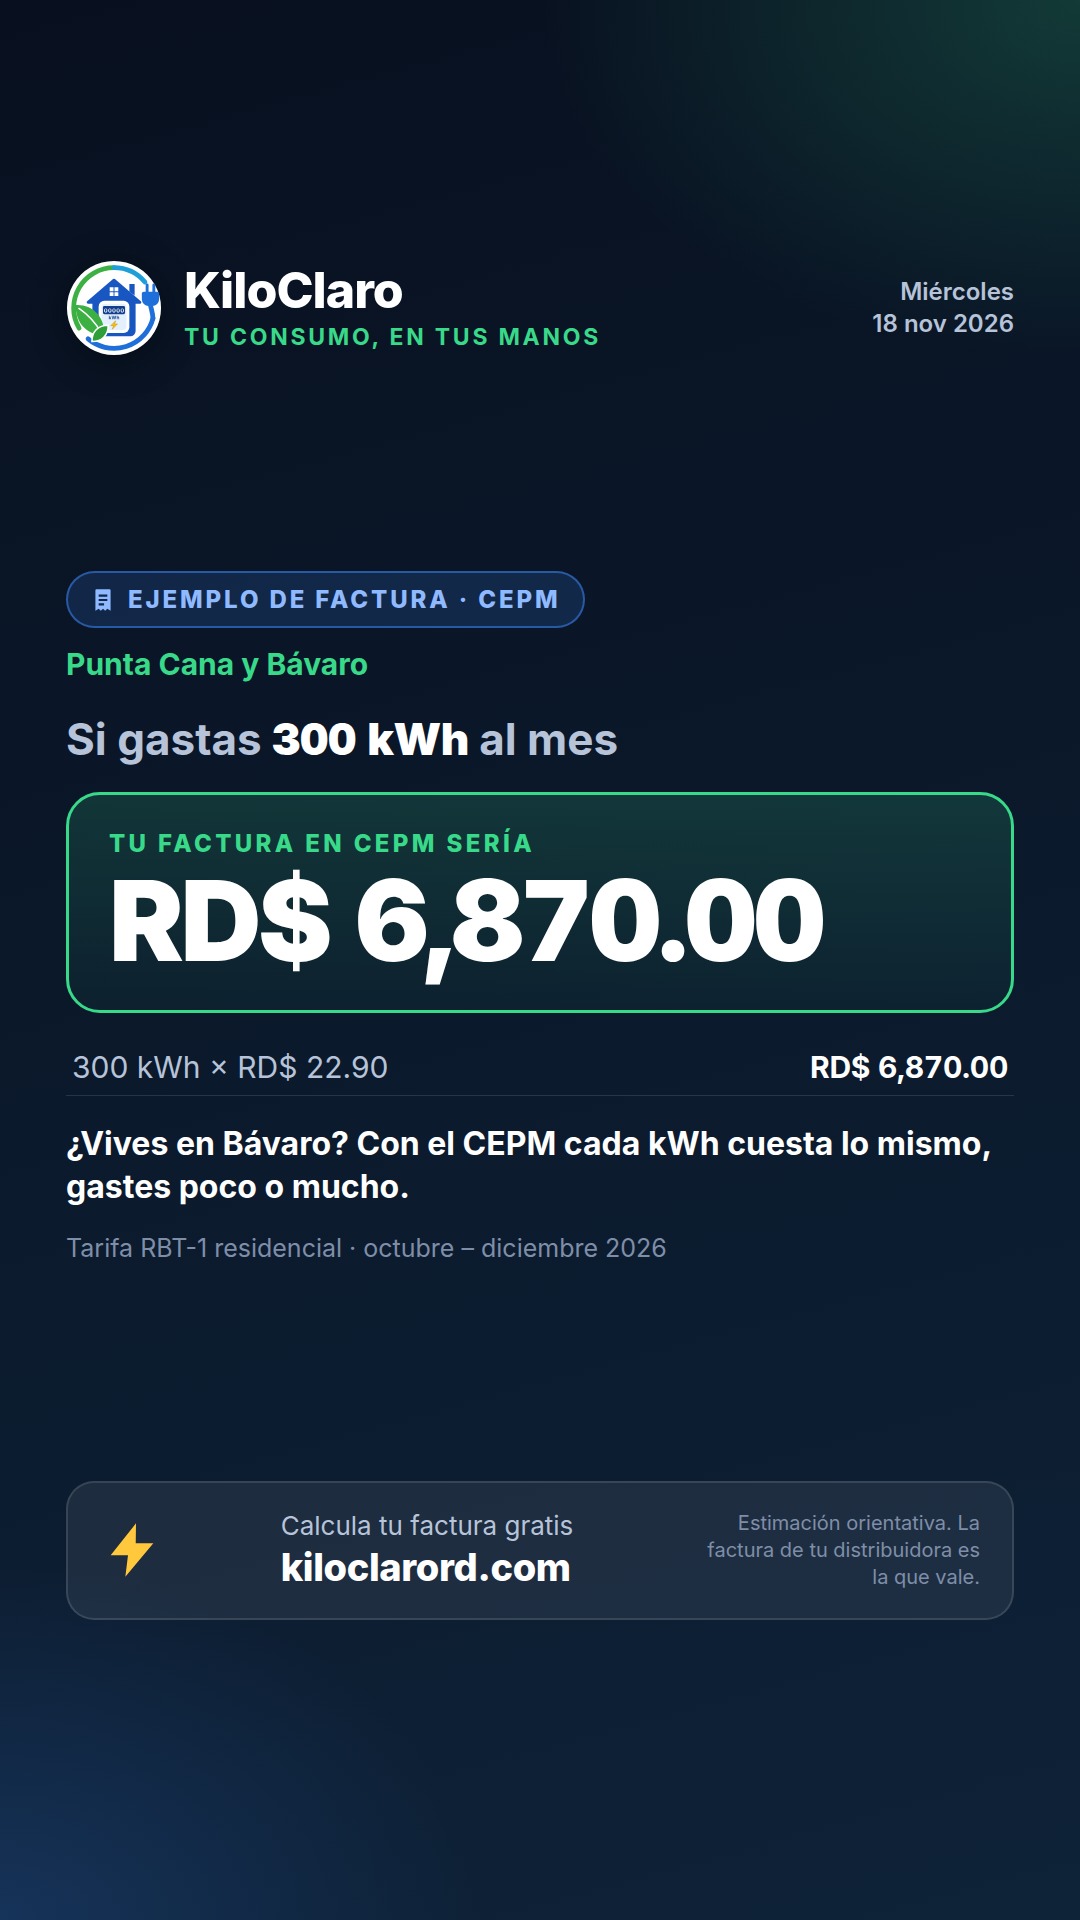 KiloClaro
TU CONSUMO, EN TUS MANOS
Miércoles
18 nov 2026
EJEMPLO DE FACTURA · CEPM
Punta Cana y Bávaro
Si gastas 300 kWh al mes
TU FACTURA EN CEPM SERÍA
RD$ 6,870.00
300 kWh × RD$ 22.90 RD$ 6,870.00
¿Vives en Bávaro? Con el CEPM cada kWh cuesta lo mismo,
gastes poco o mucho.
Tarifa RBT-1 residencial · octubre – diciembre 2026
Calcula tu factura gratis
kiloclarord.com
Estimación orientativa. La
factura de tu distribuidora es
la que vale.